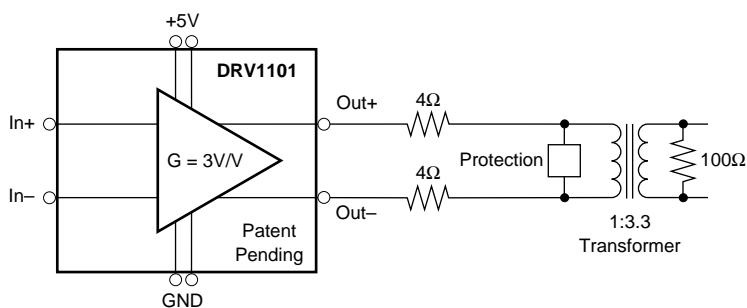 +5V
DRV1101
In+
Out+
4Ω
G = 3V/V
Protection
100Ω
In–
4Ω
Out–
Patent
Pending
1:3.3
Transformer
GND